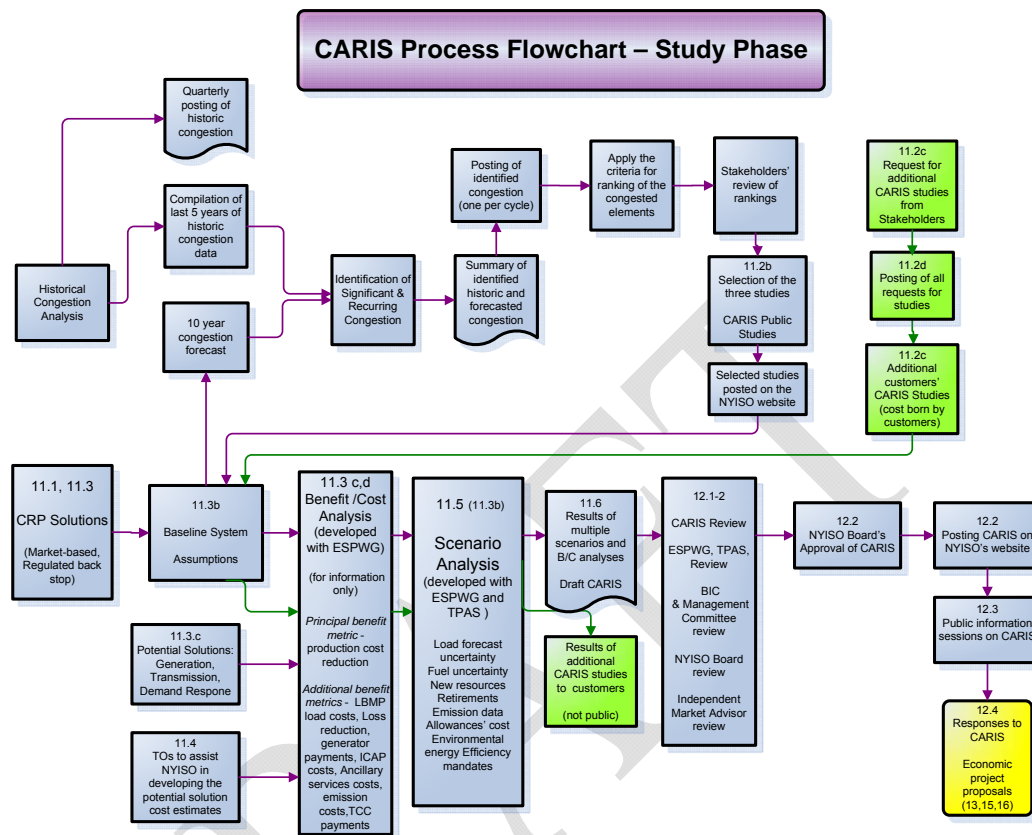 CARIS Process Flowchart – Study Phase
Quarterly
posting of
historic
congestion
Compilation of
last 5 years of
historic
congestion
data
Historical
Congestion
Analysis
10 year
congestion
forecast
Identification of
Significant &
Recurring
Congestion
Posting of
identified
congestion
(one per cycle)
Summary of
identified
historic and
forecasted
congestion
Apply the
criteria for
ranking of the
congested
elements
Stakeholders'
review of
rankings
11.2b
Selection of the
three studies
CARIS Public
Studies
Selected studies
posted on the
NYISO website
11.2c
Request for
additional
CARIS studies
from
Stakeholders
11.2d
Posting of all
requests for
studies
11.2c
Additional
customers'
CARIS Studies
(cost born by
customers)
11.1, 11.3
CRP Solutions
(Market-based,
Regulated back
stop)
11.3b
Baseline System
Assumptions
11.3.c
Potential Solutions:
Generation,
Transmission,
Demand Respone
11.4
TOs to assist
NYISO in
developing the
potential solution
cost estimates
11.3 c,d
Benefit /Cost
Analysis
(developed
with ESPWG)
(for information
only)
Principal benefit
metric -
production cost
reduction
Additional benefit
metrics - LBMP
load costs, Loss
reduction,
generator
payments, ICAP
costs, Ancillary
services costs,
emission
costs,TCC
payments
11.5 (11.3b)
Scenario
Analysis
(developed with
ESPWG and
TPAS )
Load forecast
uncertainty
Fuel uncertainty
New resources
Retirements
Emission data
Allowances' cost
Environmental
energy Efficiency
mandates
11.6
Results of
multiple
scenarios and
B/C analyses
Draft CARIS
Results of
additional
CARIS studies
to customers
(not public)
12.1-2
CARIS Review
ESPWG, TPAS,
Review
BIC
& Management
Committee
review
NYISO Board
review
Independent
Market Advisor
review
12.2
NYISO Board's
Approval of CARIS
12.2
Posting CARIS on
NYISO's website
12.3
Public information
sessions on CARIS
12.4
Responses to
CARIS
Economic
project
proposals
(13,15,16)